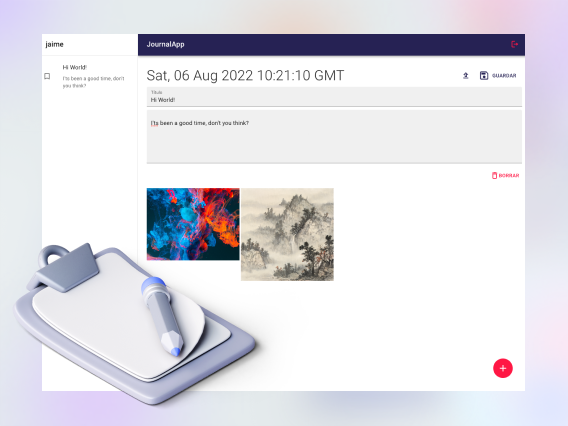 jaime
JournalApp
Hi World!
I'ts been a good time, don't
you think?
Sat, 06 Aug 2022 10:21:10 GMT
GUARDAR
Título
Hi World!
I'ts been a good time, don't you think?
BORRAR